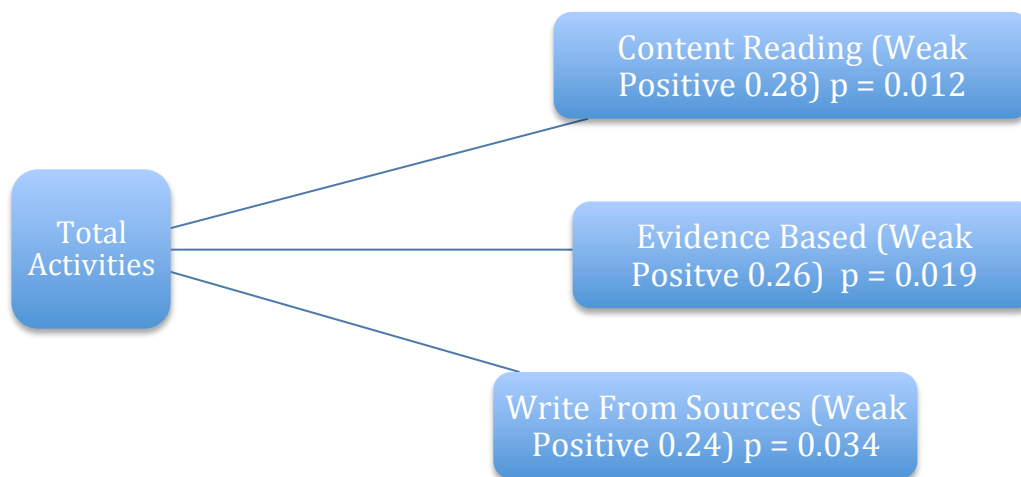 Content Reading (Weak
Positive 0.28) p = 0.012
Total
Activities
Evidence Based (Weak
Positve 0.26)  p = 0.019
Write From Sources (Weak
Positive 0.24) p = 0.034